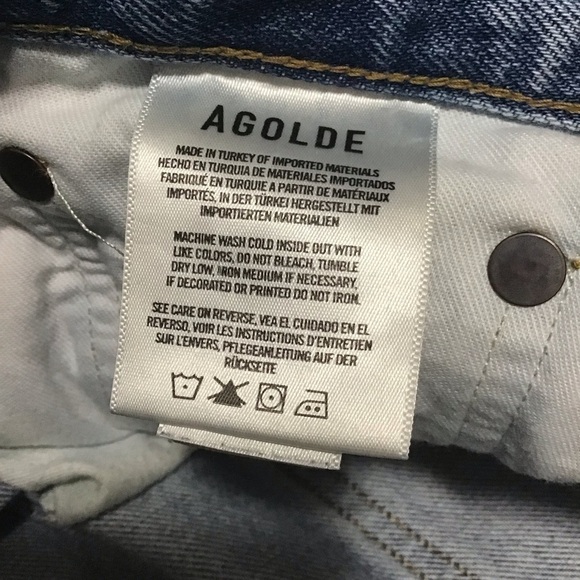 AGOLDE
MADE IN TURKEY OF IMPORTED MATERIALS
HECHO EN TURQUIA DE MATERIALES IMPORTADOS
FABRIQUÉ EN TURQUIE A PARTIR DE MATÉRIAUX
IMPORTÉS, IN DER TÜRKEI HERGESTELLT MIT
IMPORTIERTEN MATERIALIEN
MACHINE WASH COLD INSIDE OUT WITH
LIKE COLORS, DO NOT BLEACH, TUMBLE
DRY LOW, IRON MEDIUM IF NECESSARY,
IF DECORATED OR PRINTED DO NOT IRON.
SEE CARE ON REVERSE, VEA EL CUIDADO EN EL
REVERSO, VOIR LES INSTRUCTIONS D'ENTRETIEN
SUR L'ENVERS, PFLEGEANLEITUNG AUF DER
RÜCKSEITE